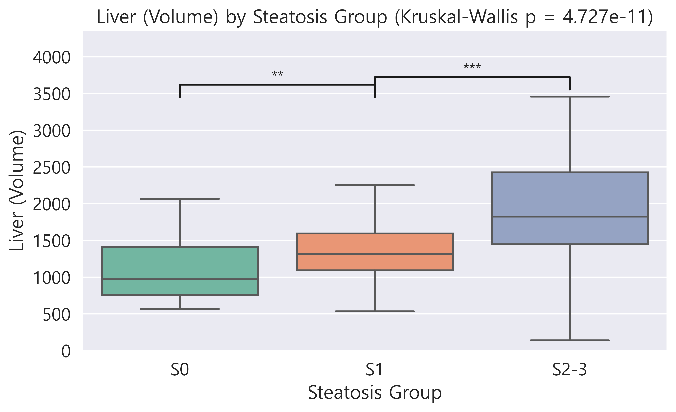 Liver (Volume) by Steatosis Group (Kruskal-Wallis p = 4.727e-11)
4000
3500
3000
2500
2000
1500
1000
500
0
Liver (Volume)
**
***
S0
S1
S2-3
Steatosis Group